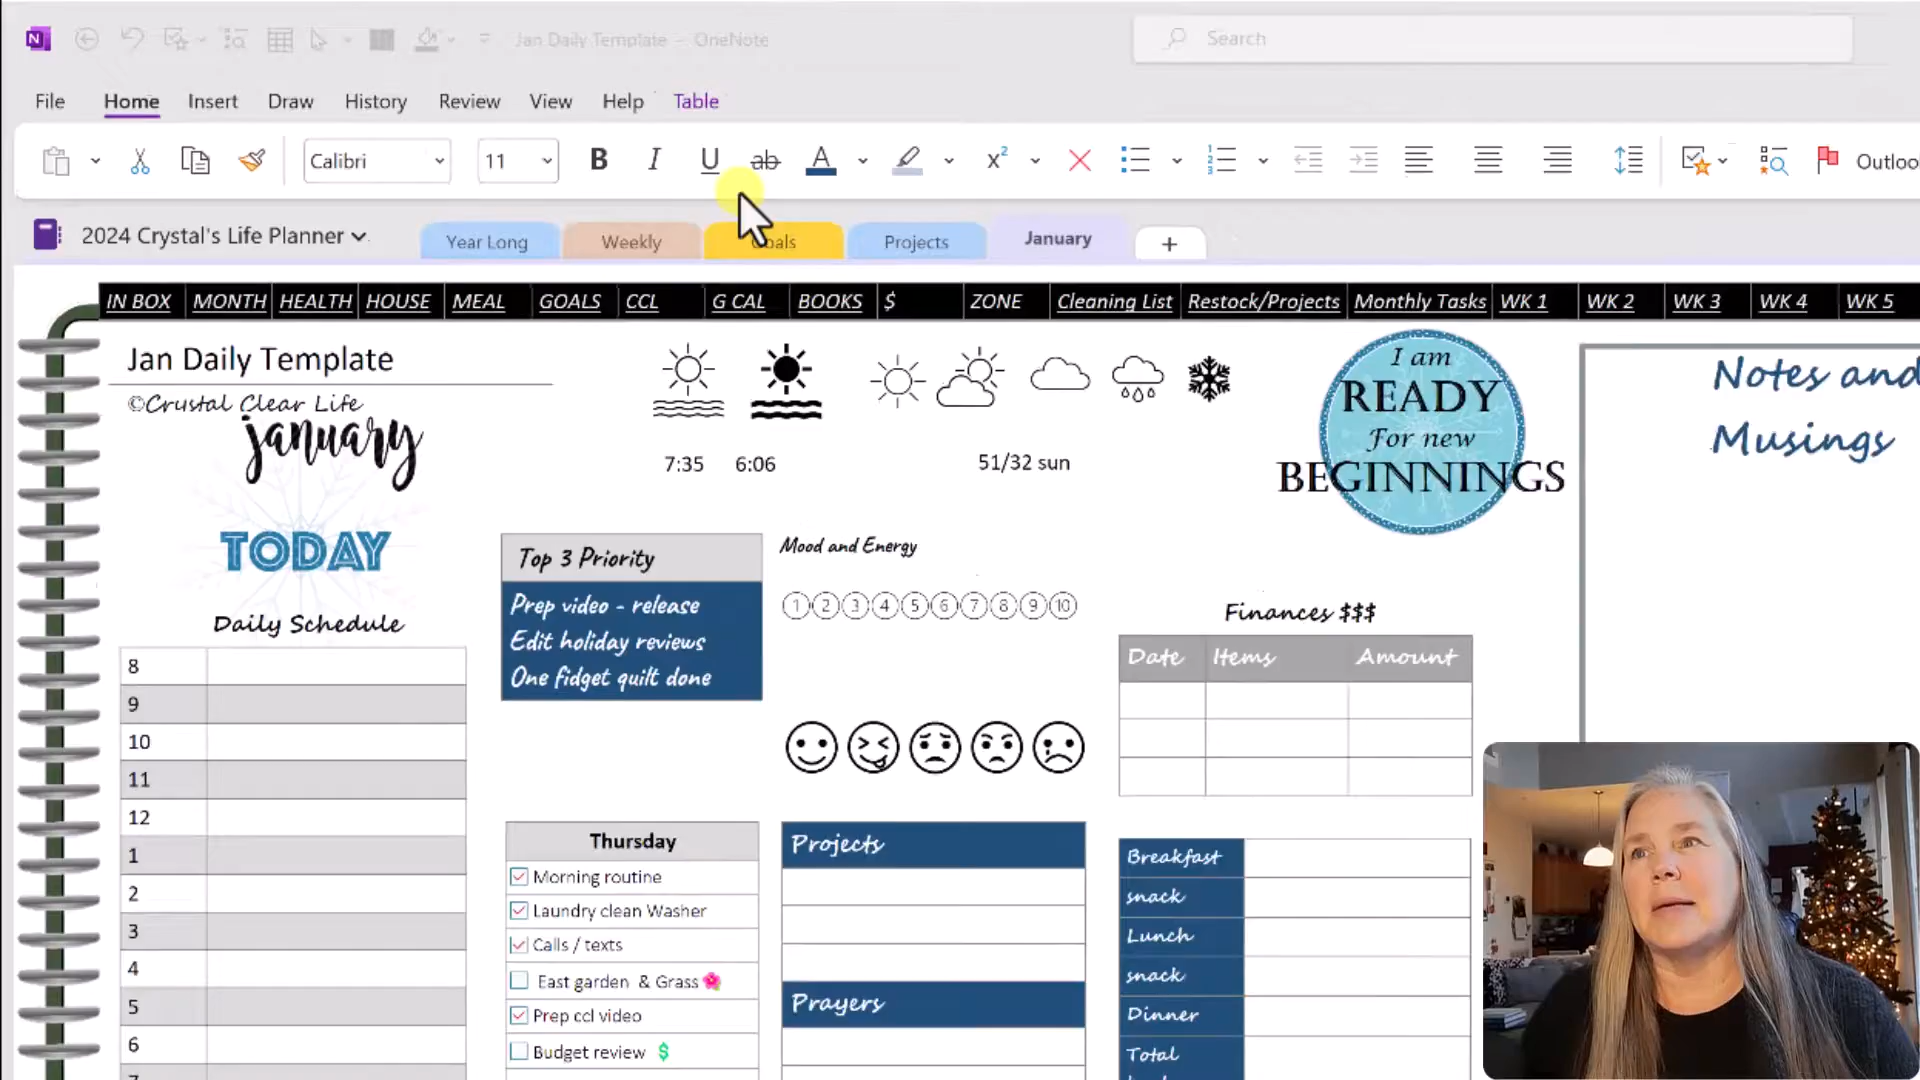 Jan Daily Template - OneNote
Search
File Home Insert Draw History Review View Help Table
Calibri 11 B I U ab A x² Outloo
2024 Crystal's Life Planner Year Long Weekly Goals Projects January +
IN BOX MONTH HEALTH HOUSE MEAL GOALS CCL G CAL BOOKS $ ZONE Cleaning List Restock/Projects Monthly Tasks WK 1 WK 2 WK 3 WK 4 WK 5
Jan Daily Template
©Crystal Clear Life
january
TODAY
7:35 6:06
51/32 sun
I am
READY
For new
BEGINNINGS
Notes and
Musings
Daily Schedule
8
9
10
11
12
1
2
3
4
5
6
Top 3 Priority
Prep video - release
Edit holiday reviews
One fidget quilt done
Mood and Energy
1 2 3 4 5 6 7 8 9 10
Finances $$$
Date Items Amount
Thursday
Morning routine
Laundry clean Washer
Calls / texts
East garden & Grass
Prep ccl video
Budget review $
Projects
Prayers
Breakfast
snack
Lunch
snack
Dinner
Total